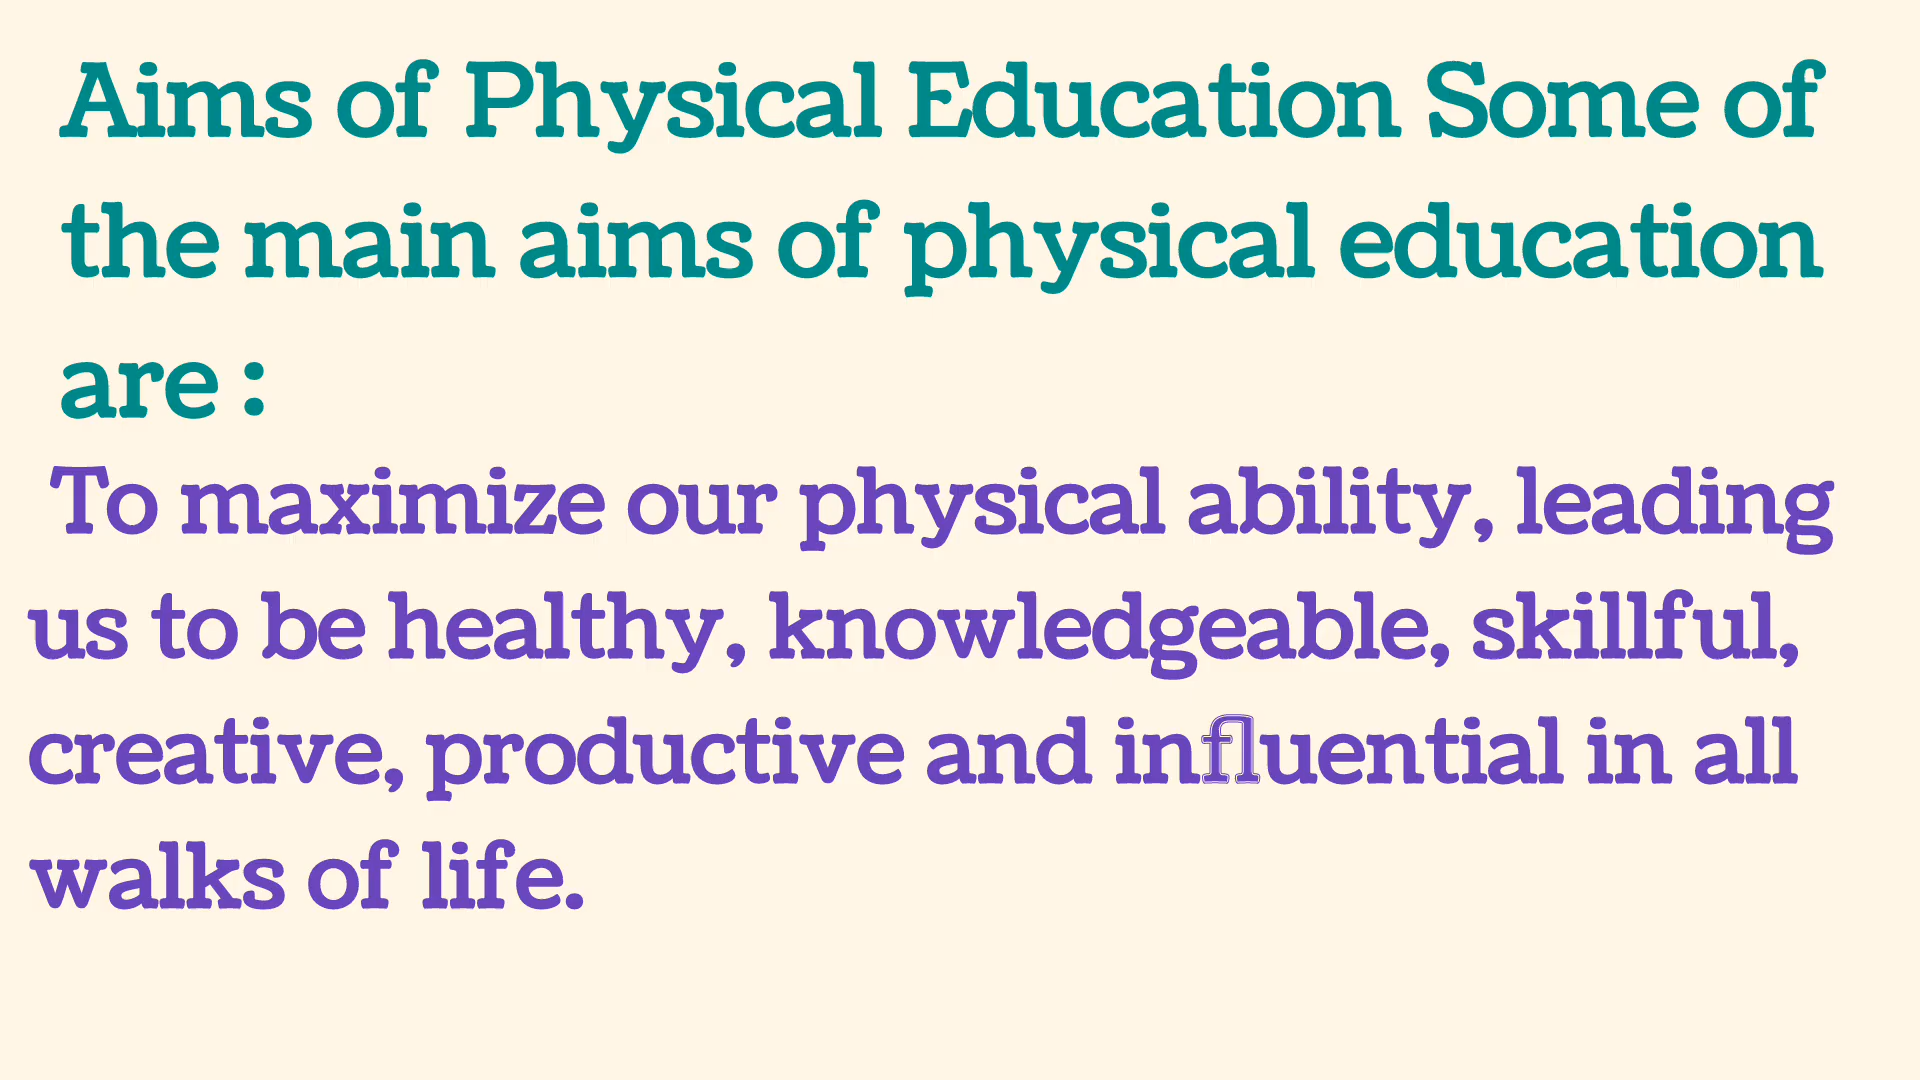 Aims of Physical Education Some of
the main aims of physical education
are :
To maximize our physical ability, leading
us to be healthy, knowledgeable, skillful,
creative, productive and influential in all
walks of life.